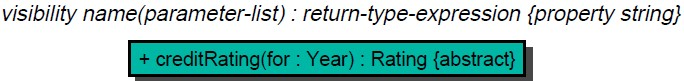 visibility name(parameter-list) : return-type-expression {property string}
+ creditRating(for : Year) : Rating {abstract}